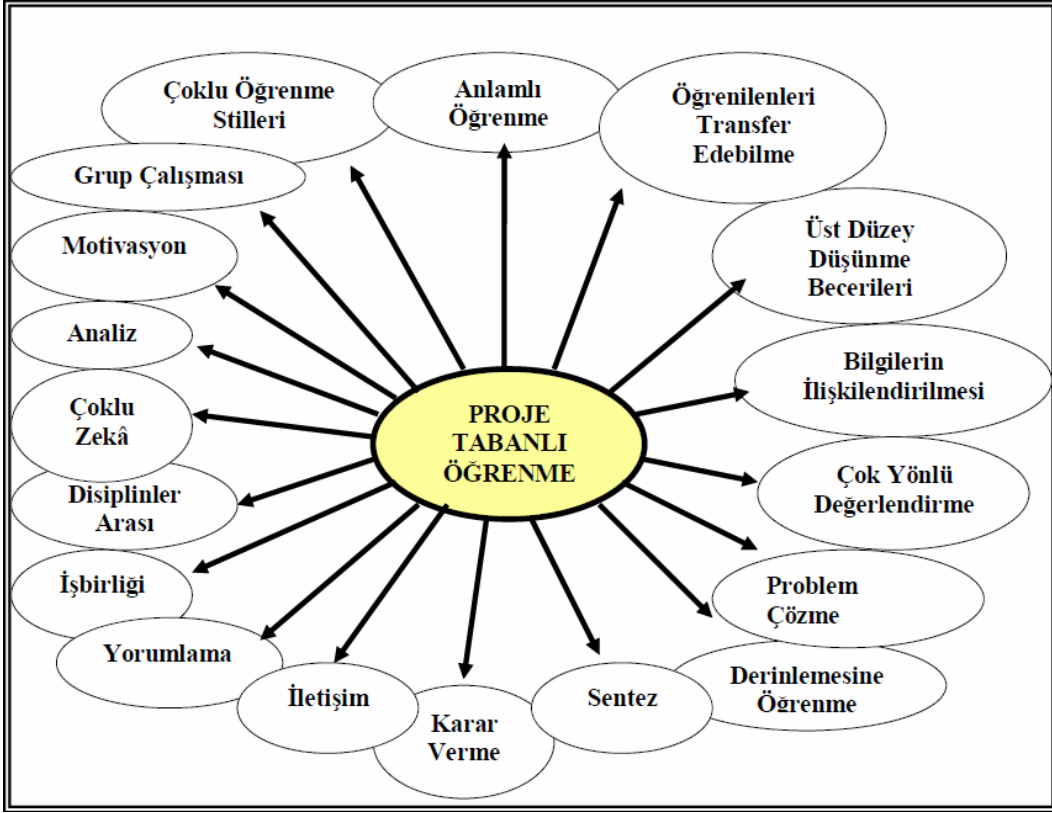 Çoklu Öğrenme
Stilleri
Anlamlı
Öğrenme
Öğrenilenleri
Transfer
Edebilme
Grup Çalışması
Üst Düzey
Düşünme
Becerileri
Motivasyon
Analiz
Bilgilerin
İlişkilendirilmesi
Çoklu
Zekâ
PROJE
TABANLI
ÖĞRENME
Çok Yönlü
Değerlendirme
Disiplinler
Arası
İşbirliği
Problem
Çözme
Yorumlama
Derinlemesine
Öğrenme
İletişim
Karar
Verme
Sentez